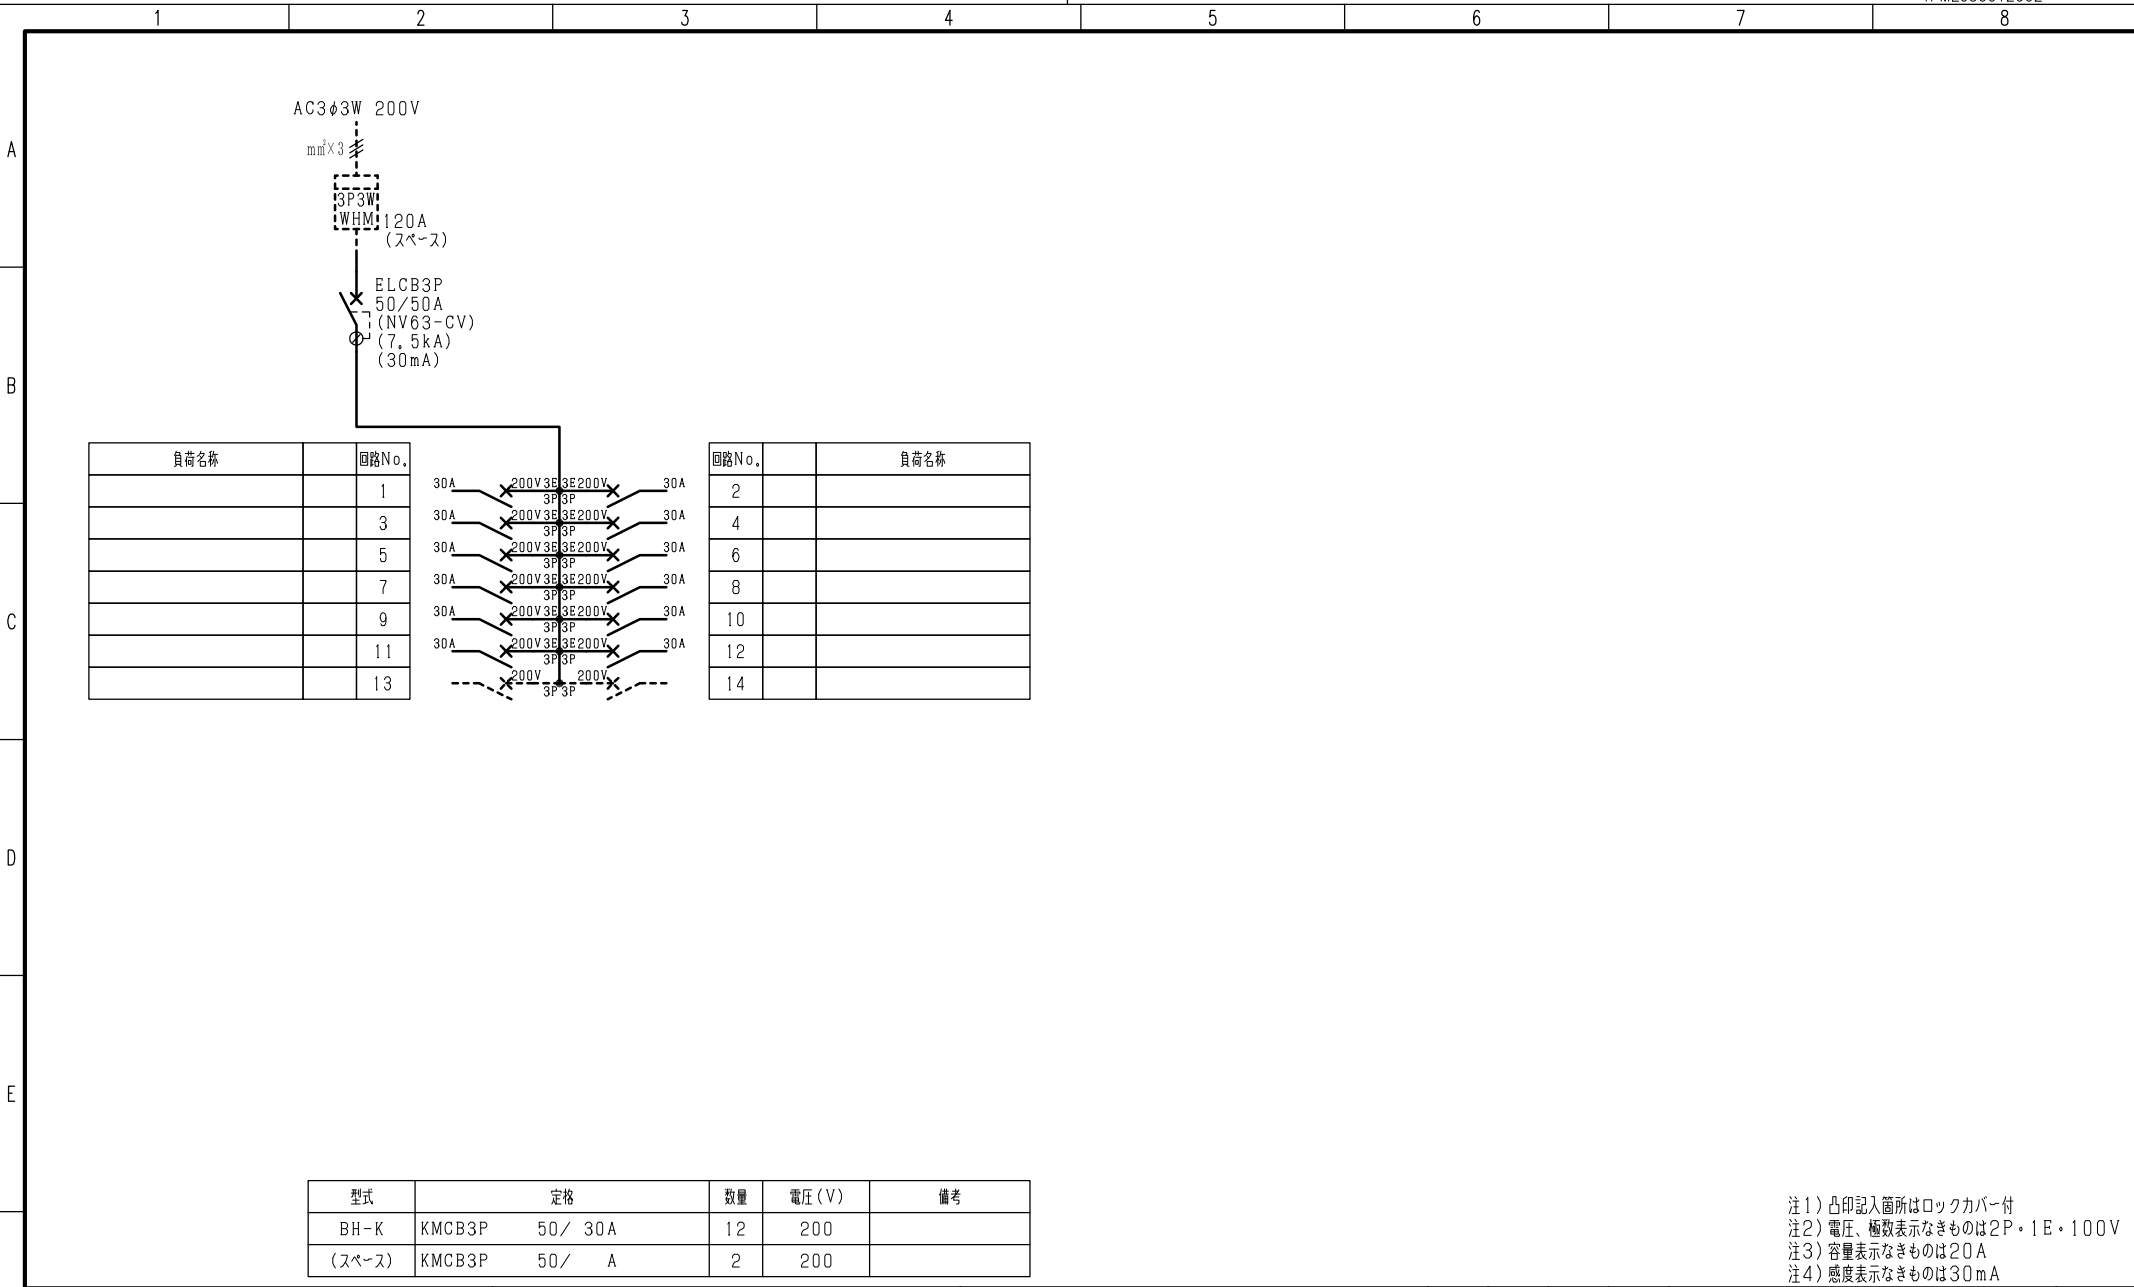 1 2 3 4 5 6 7 8
A
B
C
D
E
AC3φ3W 200V
mm²×3
3P3W
WHM
120A
(スペース)
ELCB3P
50/50A
(NV63-CV)
(7.5kA)
(30mA)
負荷名称 回路No. 回路No. 負荷名称
1 30A 200V 3E 3E 200V 30A 2
3P 3P
3 30A 200V 3E 3E 200V 30A 4
3P 3P
5 30A 200V 3E 3E 200V 30A 6
3P 3P
7 30A 200V 3E 3E 200V 30A 8
3P 3P
9 30A 200V 3E 3E 200V 30A 10
3P 3P
11 30A 200V 3E 3E 200V 30A 12
3P 3P
13 200V 200V 14
3P 3P
型式 定格 数量 電圧(V) 備考
BH-K KMCB3P 50/ 30A 12 200
(スペース) KMCB3P 50/ A 2 200
注1)凸印記入箇所はロックカバー付
注2)電圧、極数表示なきものは2P・1E・100V
注3)容量表示なきものは20A
注4)感度表示なきものは30mA